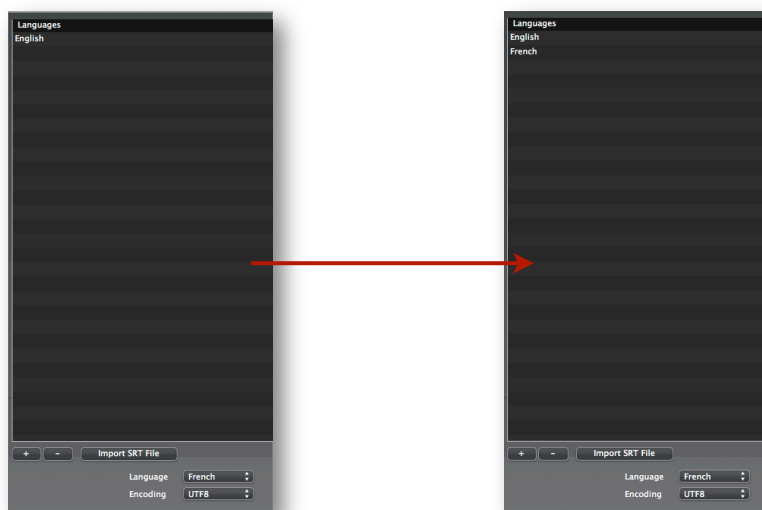 Languages
English
+ - Import SRT File
Language French
Encoding UTF8
Languages
English
French
+ - Import SRT File
Language French
Encoding UTF8